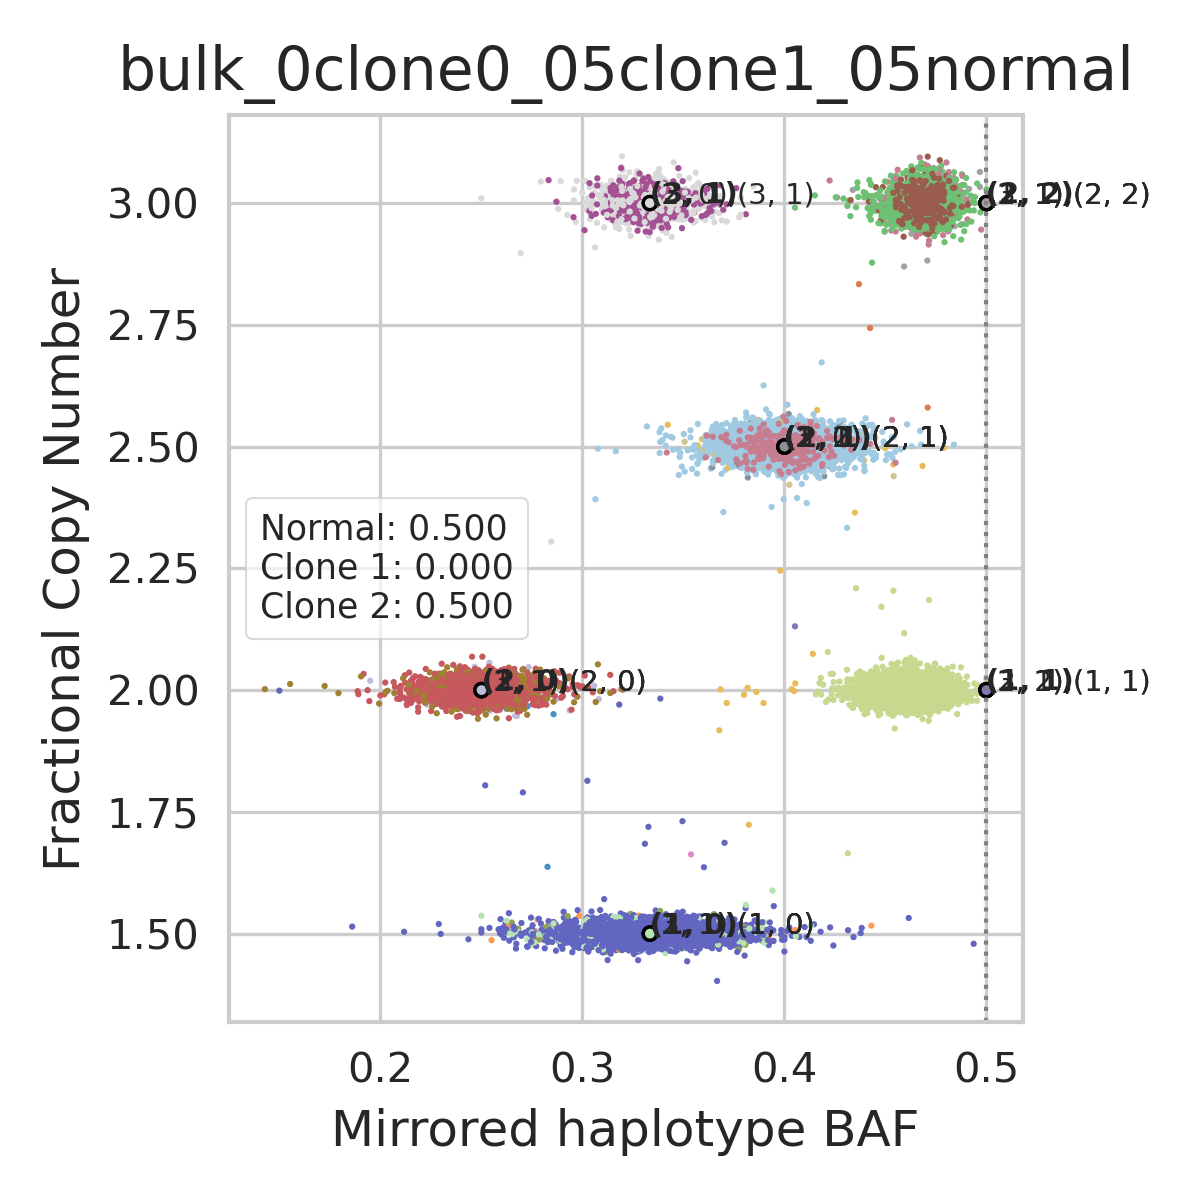 bulk_0clone0_05clone1_05normal
Fractional Copy Number
3.00
2.75
2.50
2.25
2.00
1.75
1.50
(3, 1)
(2, 2)
(2, 1)
(2, 0)
(1, 1)
(1, 0)
Normal: 0.500
Clone 1: 0.000
Clone 2: 0.500
0.2
0.3
0.4
0.5
Mirrored haplotype BAF